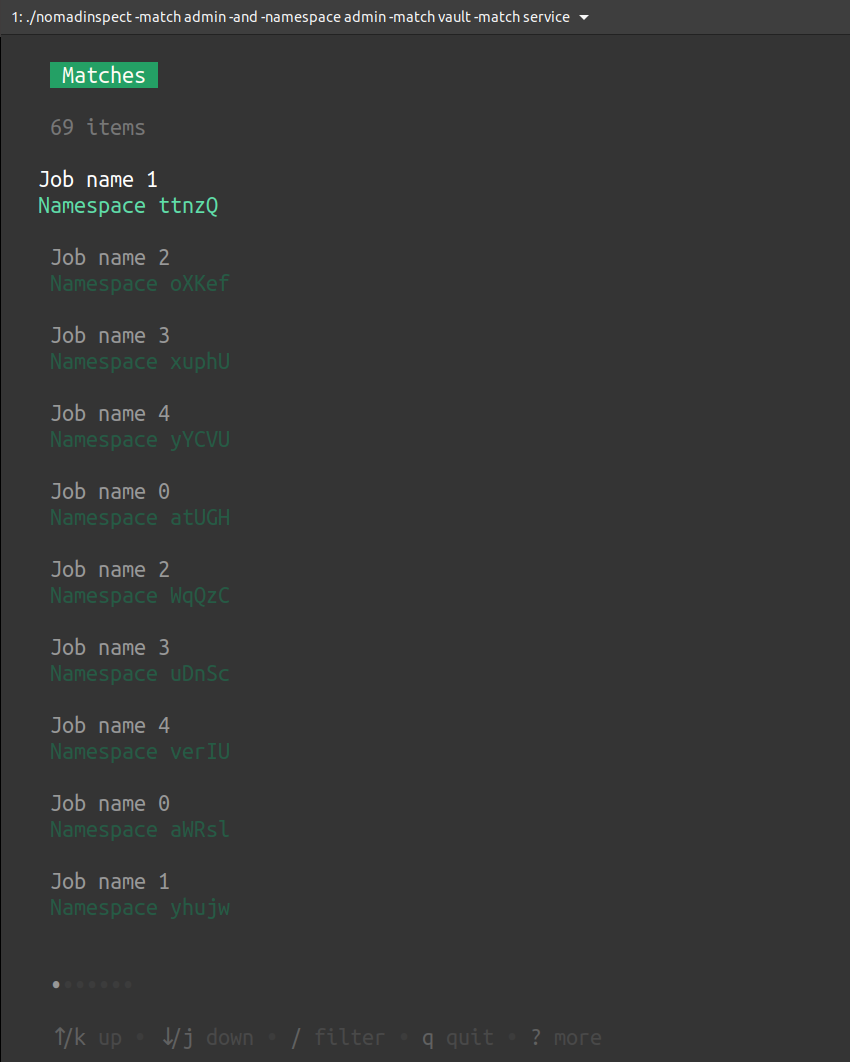 1: ./nomadinspect -match admin -and -namespace admin -match vault -match service
Matches
69 items
Job name 1
Namespace ttnzQ
Job name 2
Namespace oXKef
Job name 3
Namespace xuphU
Job name 4
Namespace yYCVU
Job name 0
Namespace atUGH
Job name 2
Namespace WqQzC
Job name 3
Namespace uDnSc
Job name 4
Namespace verIU
Job name 0
Namespace aWRsl
Job name 1
Namespace yhujw
↑/k up • ↓/j down • / filter • q quit • ? more